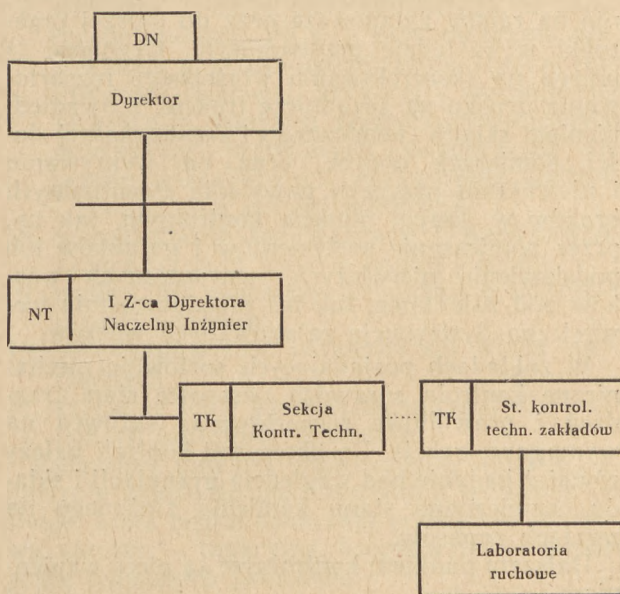 DN
Dyrektor
NT
I Z-ca Dyrektora
Naczelny Inżynier
TK
Sekcja
Kontr. Techn.
TK
St. kontrol.
techn. zakładów
Laboratoria
ruchowe